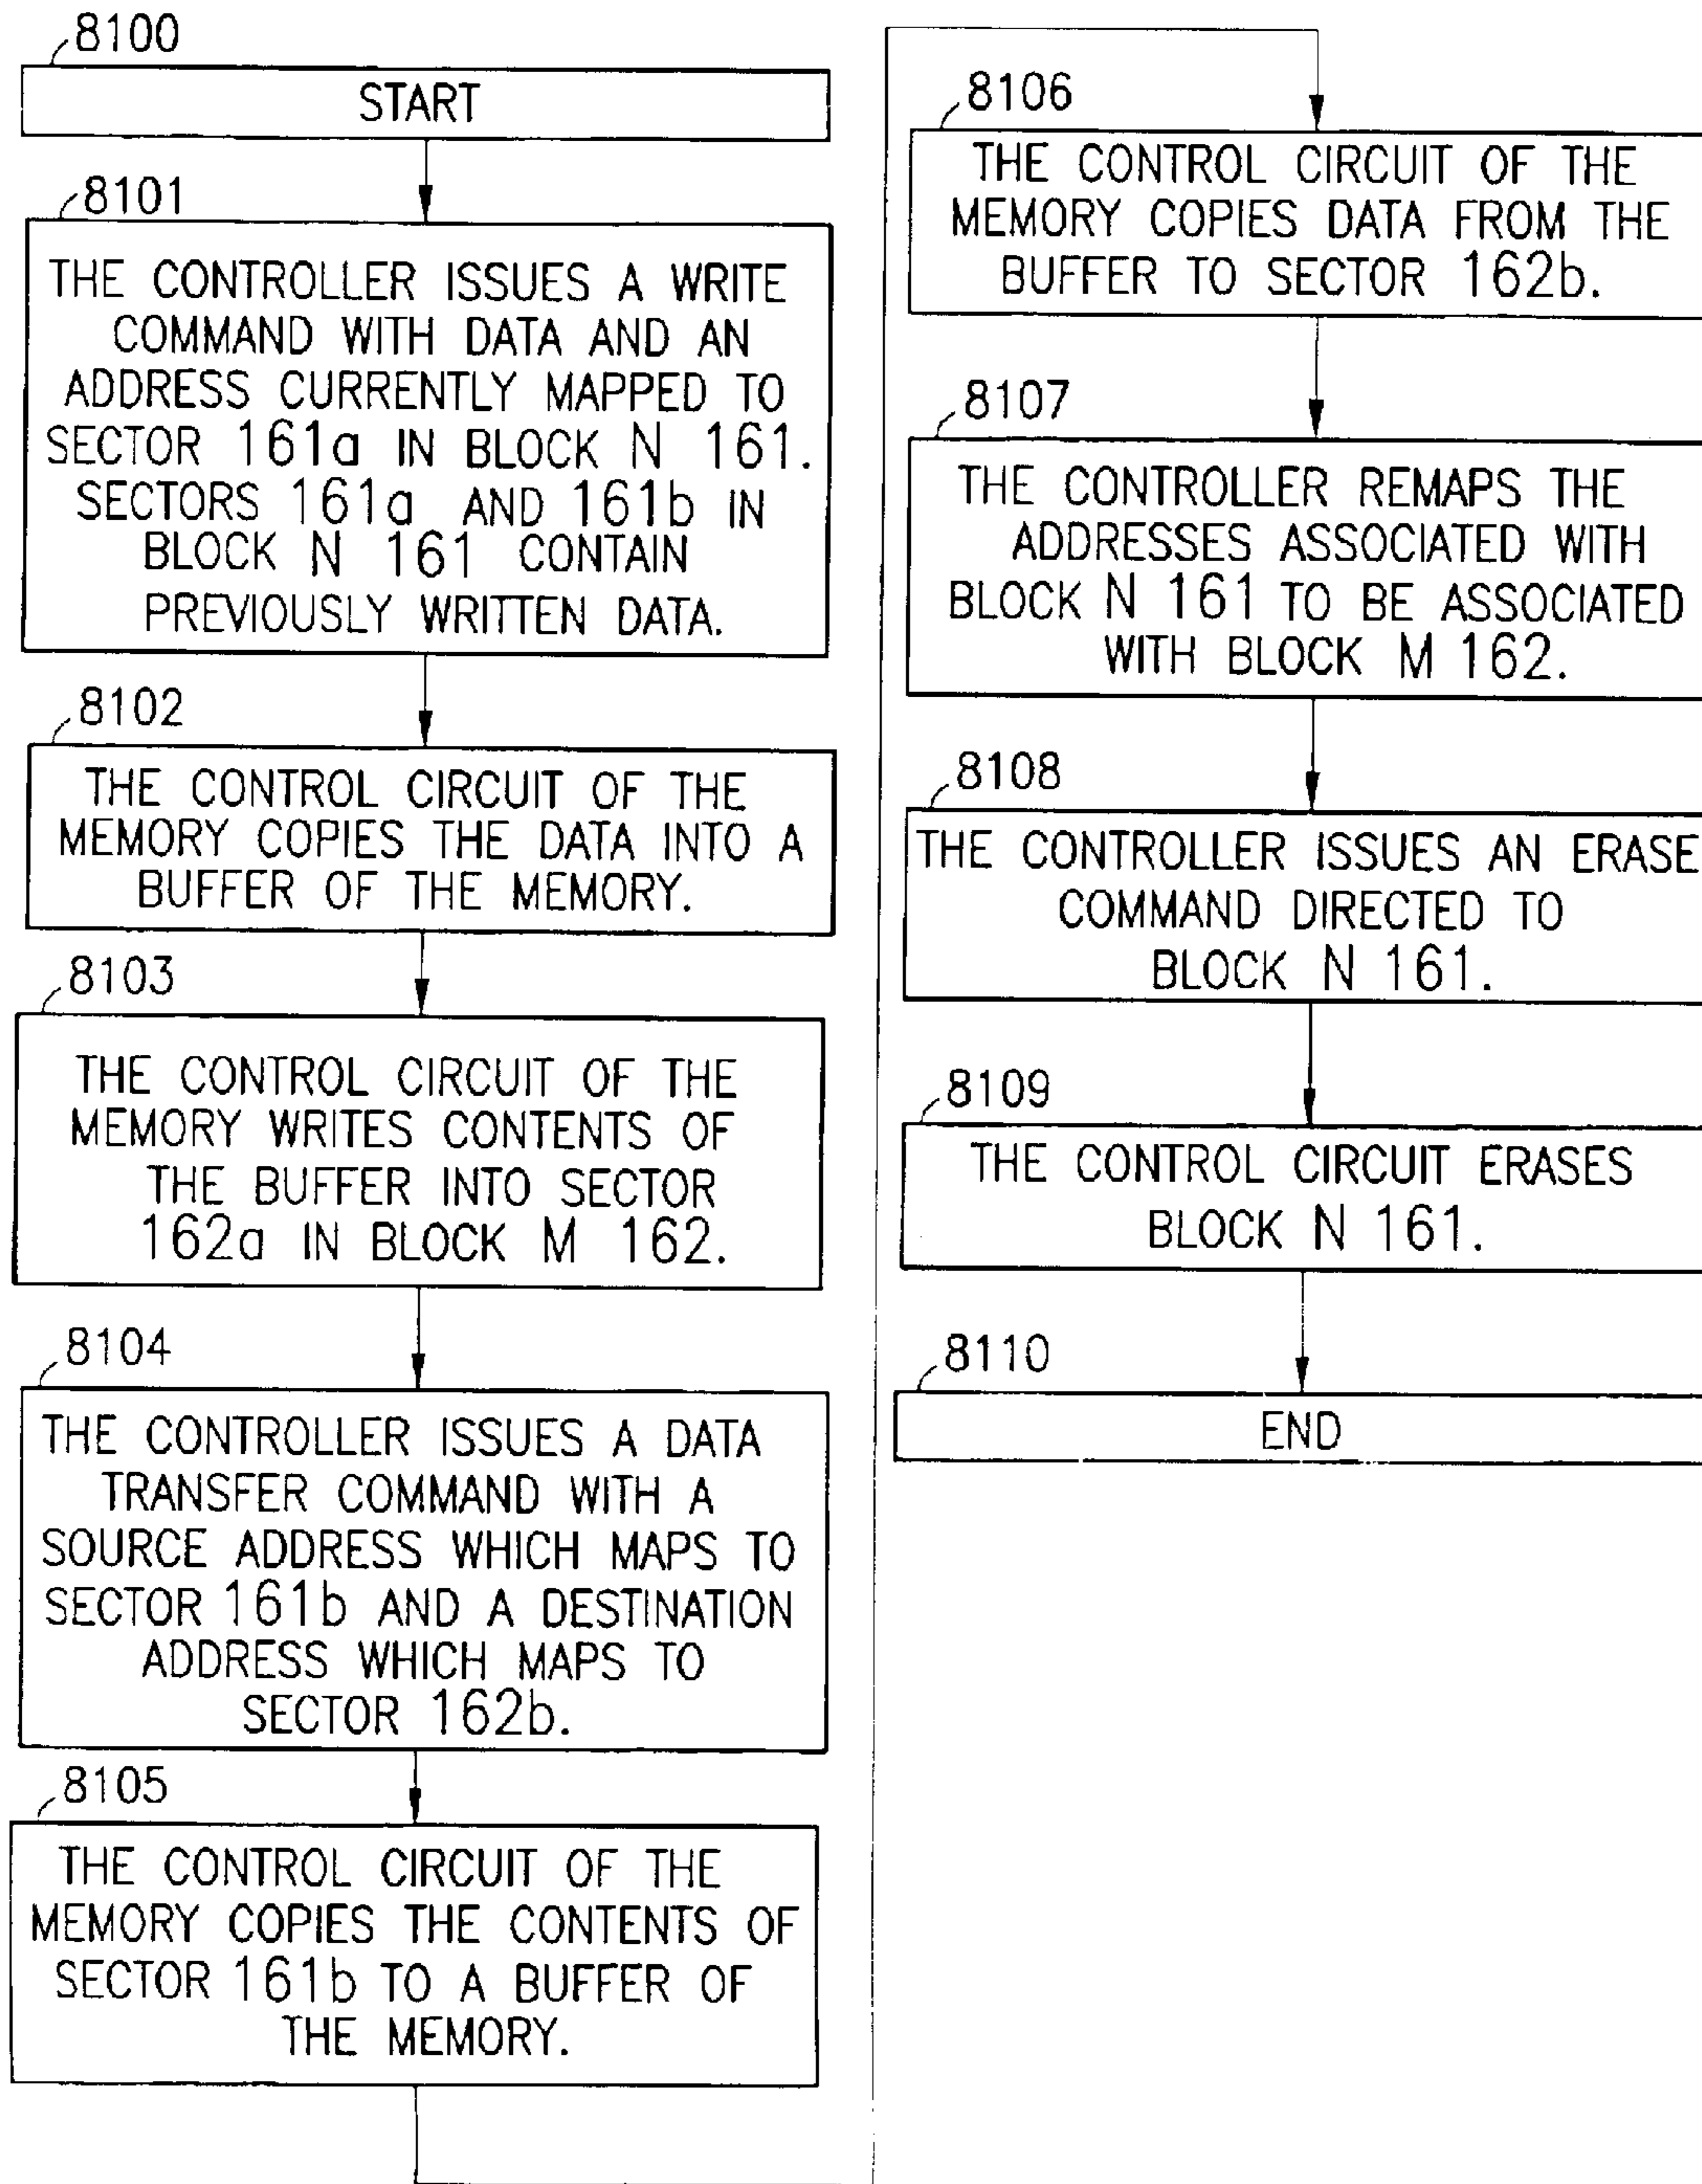 8100
START
8101
THE CONTROLLER ISSUES A WRITE
COMMAND WITH DATA AND AN
ADDRESS CURRENTLY MAPPED TO
SECTOR 161a IN BLOCK N 161.
SECTORS 161a AND 161b IN
BLOCK N 161 CONTAIN
PREVIOUSLY WRITTEN DATA.
8102
THE CONTROL CIRCUIT OF THE
MEMORY COPIES THE DATA INTO A
BUFFER OF THE MEMORY.
8103
THE CONTROL CIRCUIT OF THE
MEMORY WRITES CONTENTS OF
THE BUFFER INTO SECTOR
162a IN BLOCK M 162.
8104
THE CONTROLLER ISSUES A DATA
TRANSFER COMMAND WITH A
SOURCE ADDRESS WHICH MAPS TO
SECTOR 161b AND A DESTINATION
ADDRESS WHICH MAPS TO
SECTOR 162b.
8105
THE CONTROL CIRCUIT OF THE
MEMORY COPIES THE CONTENTS OF
SECTOR 161b TO A BUFFER OF
THE MEMORY.
8106
THE CONTROL CIRCUIT OF THE
MEMORY COPIES DATA FROM THE
BUFFER TO SECTOR 162b.
8107
THE CONTROLLER REMAPS THE
ADDRESSES ASSOCIATED WITH
BLOCK N 161 TO BE ASSOCIATED
WITH BLOCK M 162.
8108
THE CONTROLLER ISSUES AN ERASE
COMMAND DIRECTED TO
BLOCK N 161.
8109
THE CONTROL CIRCUIT ERASES
BLOCK N 161.
8110
END